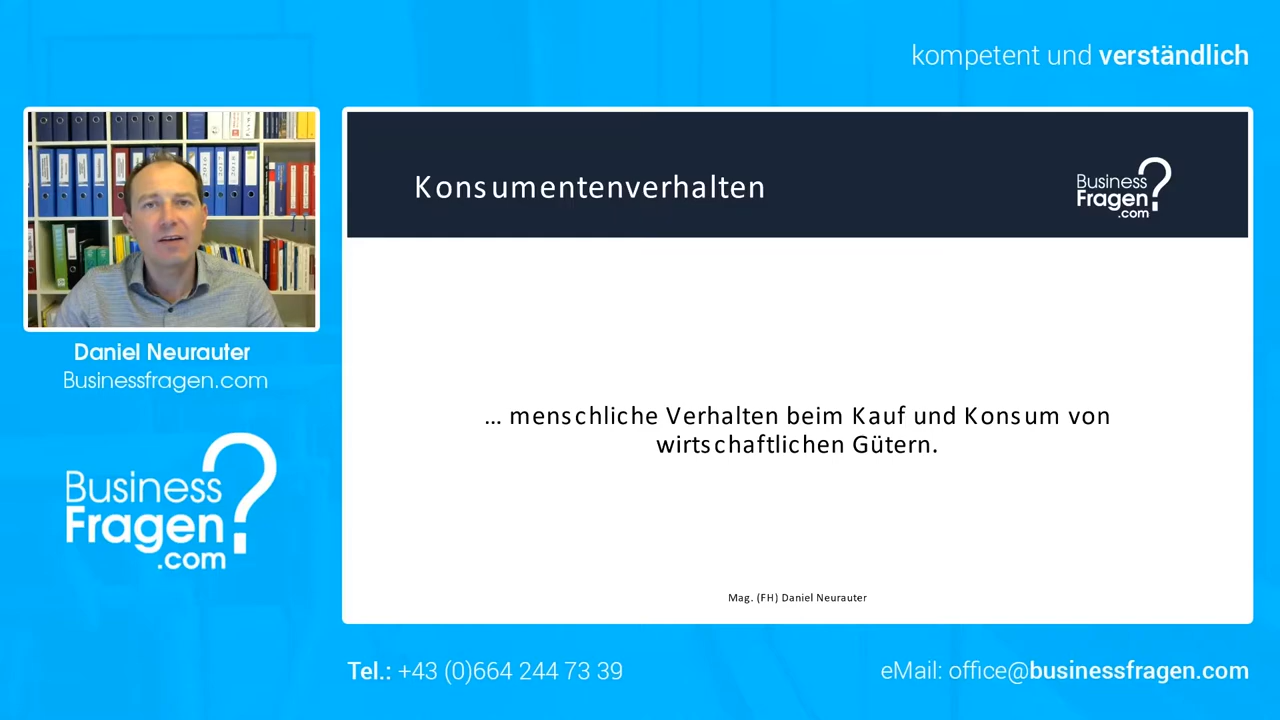 kompetent und verständlich
Konsumentenverhalten
Business
Fragen
.com
... menschliche Verhalten beim Kauf und Konsum von
wirtschaftlichen Gütern.
Mag. (FH) Daniel Neurauter
Daniel Neurauter
Businessfragen.com
Business
Fragen
.com
Tel.: +43 (0)664 244 73 39
eMail: office@businessfragen.com